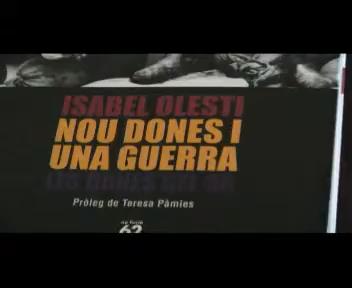 ISABEL OLESTI
NOU DONES I
UNA GUERRA
Pròleg de Teresa Pàmies
62